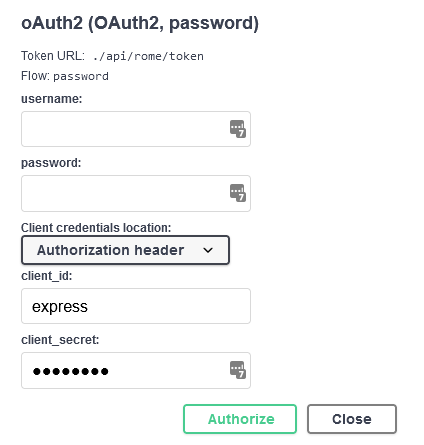 oAuth2 (OAuth2, password)
Token URL: ./api/rome/token
Flow: password
username:
password:
Client credentials location:
Authorization header
client_id:
express
client_secret:
●●●●●●●●
Authorize Close